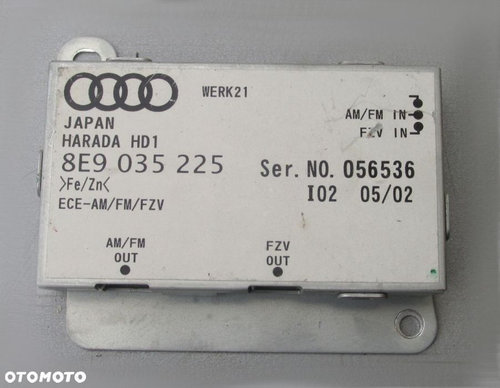 WERK21
JAPAN
HARADA HD1
8E9 035 225
>Fe/Zn<
ECE-AM/FM/FZV
AM/FM IN
FZV IN
Ser. NO. 056536
I02 05/02
AM/FM
OUT
FZV
OUT
OTOMOTO